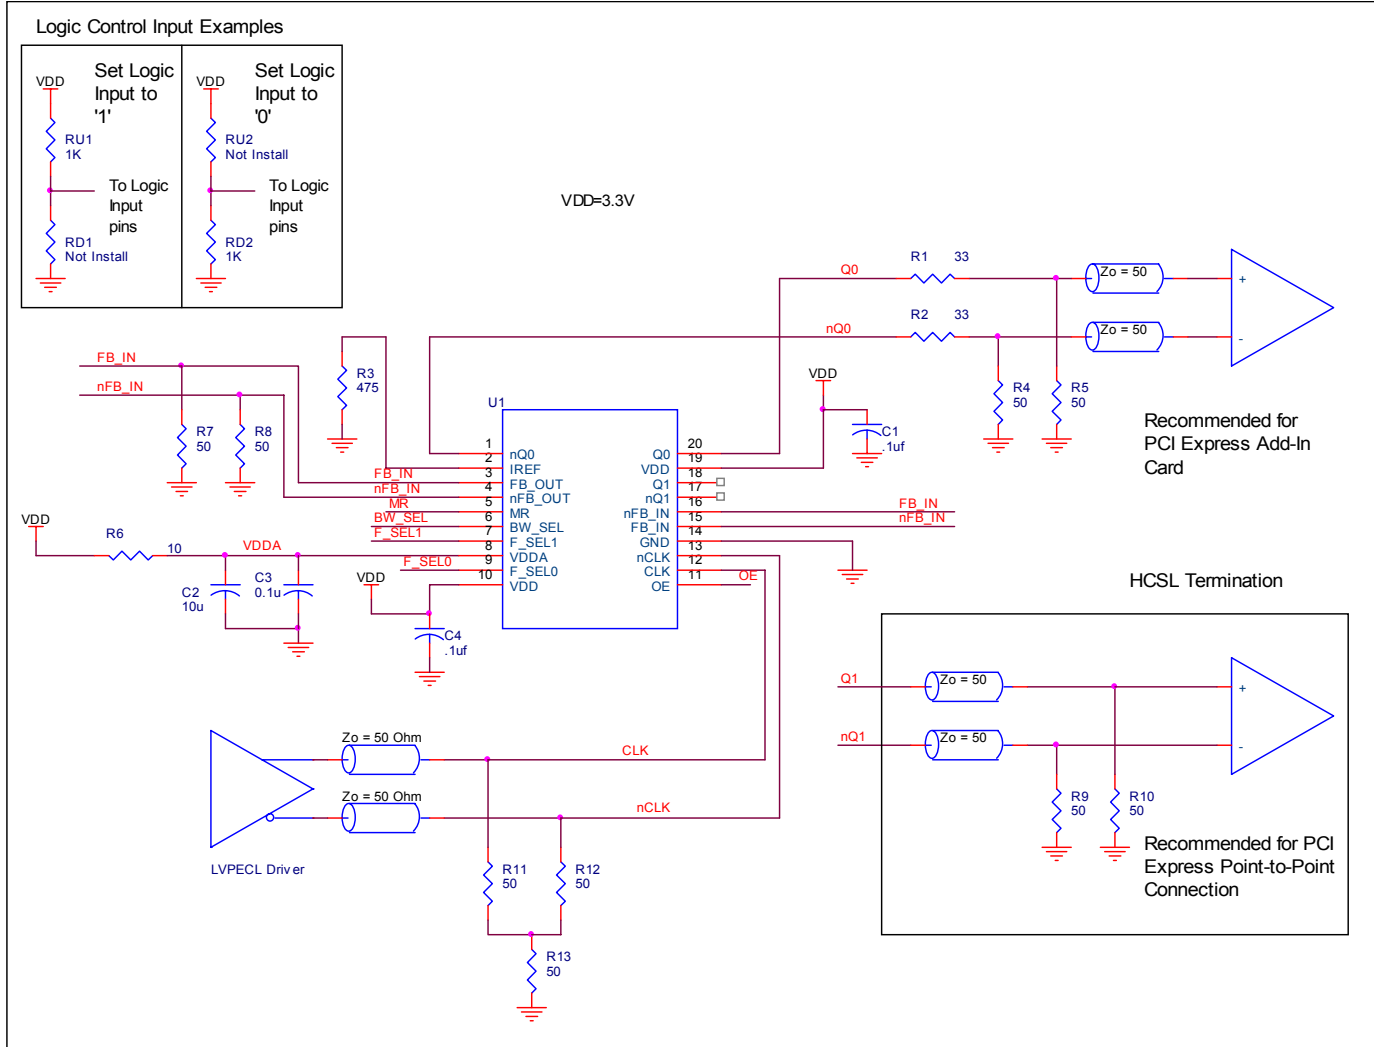 Logic Control Input Examples
Set Logic
Input to
'1'
VDD
RU1
1K
To Logic
Input
pins
RD1
Not Install
Set Logic
Input to
'0'
VDD
RU2
Not Install
To Logic
Input
pins
RD2
1K
VDD=3.3V
Q0
R1 33
Zo = 50
+
nQ0
R2 33
Zo = 50
-
R4
50
R5
50
Recommended for
PCI Express Add-In
Card
FB_IN
nFB_IN
R7
50
R8
50
R3
475
VDD
C1
.1uf
U1
1 nQ0
2 IREF
FB_IN 3 FB_OUT
nFB_IN 4 nFB_OUT
MR 5 MR
BW_SEL 6 BW_SEL
F_SEL1 7 F_SEL1
8 VDDA
F_SEL0 9 F_SEL0
10 VDD
Q0 20
VDD 19
Q1 18
nQ1 17
nFB_IN 16 FB_IN
FB_IN 15 nFB_IN
GND 14
nCLK 13
CLK 12
OE 11 OE
VDD
R6
10
VDDA
C2
10u
C3
0.1u
VDD
C4
.1uf
HCSL Termination
Q1
Zo = 50
+
nQ1
Zo = 50
-
R9
50
R10
50
Recommended for PCI
Express Point-to-Point
Connection
Zo = 50 Ohm
CLK
Zo = 50 Ohm
nCLK
LVPECL Driver
R11
50
R12
50
R13
50